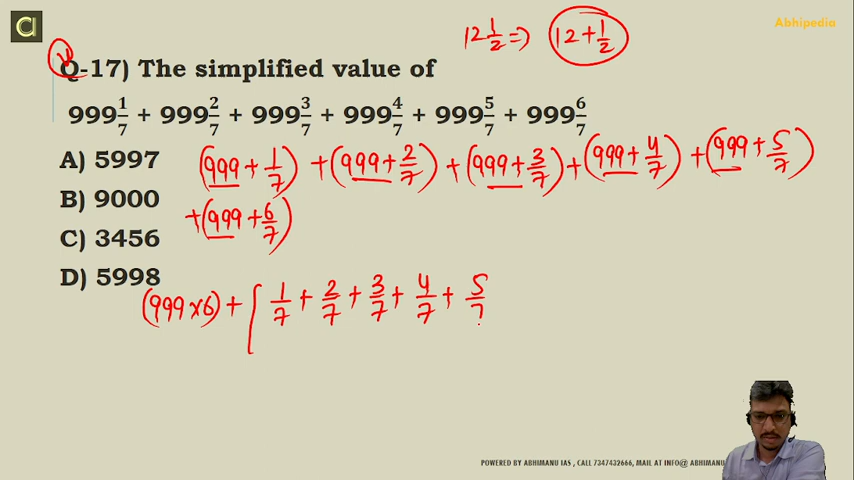 Abhipedia
12 1/2 => 12 + 1/2
Q-17) The simplified value of
999 1/7 + 999 2/7 + 999 3/7 + 999 4/7 + 999 5/7 + 999 6/7
A) 5997
(999 + 1/7) + (999 + 2/7) + (999 + 3/7) + (999 + 4/7) + (999 + 5/7)
B) 9000
+ (999 + 6/7)
C) 3456
D) 5998
(999 x 6) + [ 1/7 + 2/7 + 3/7 + 4/7 + 5/7
POWERED BY ABHIMANU IAS , CALL 7347432666, MAIL AT INFO@ ABHIMANU